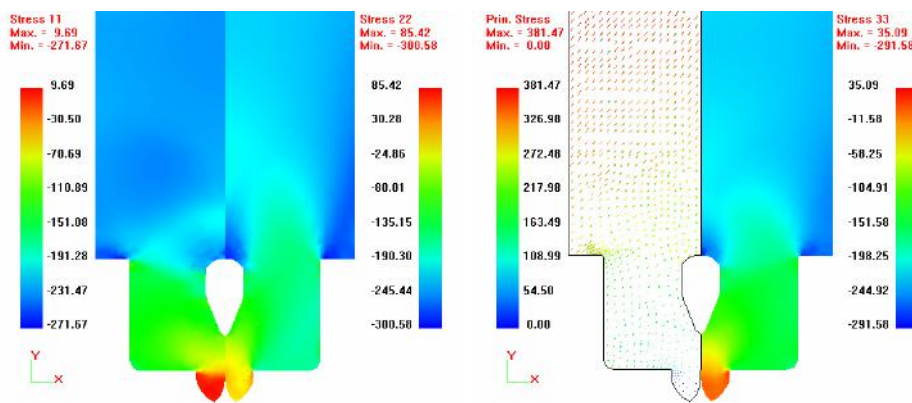 Stress 11
Max. = 9.69
Min. = -271.67
9.69
-30.50
-70.69
-110.89
-151.08
-191.28
-231.47
-271.67
Y
X
Stress 22
Max. = 85.42
Min. = -300.58
85.42
30.28
-24.86
-80.01
-135.15
-190.30
-245.44
-300.58
Prin. Stress
Max. = 381.47
Min. = 0.00
381.47
326.98
272.48
217.98
163.49
108.99
54.50
0.00
Y
X
Stress 33
Max. = 35.09
Min. = -291.58
35.09
-11.58
-58.25
-104.91
-151.58
-198.25
-244.92
-291.58